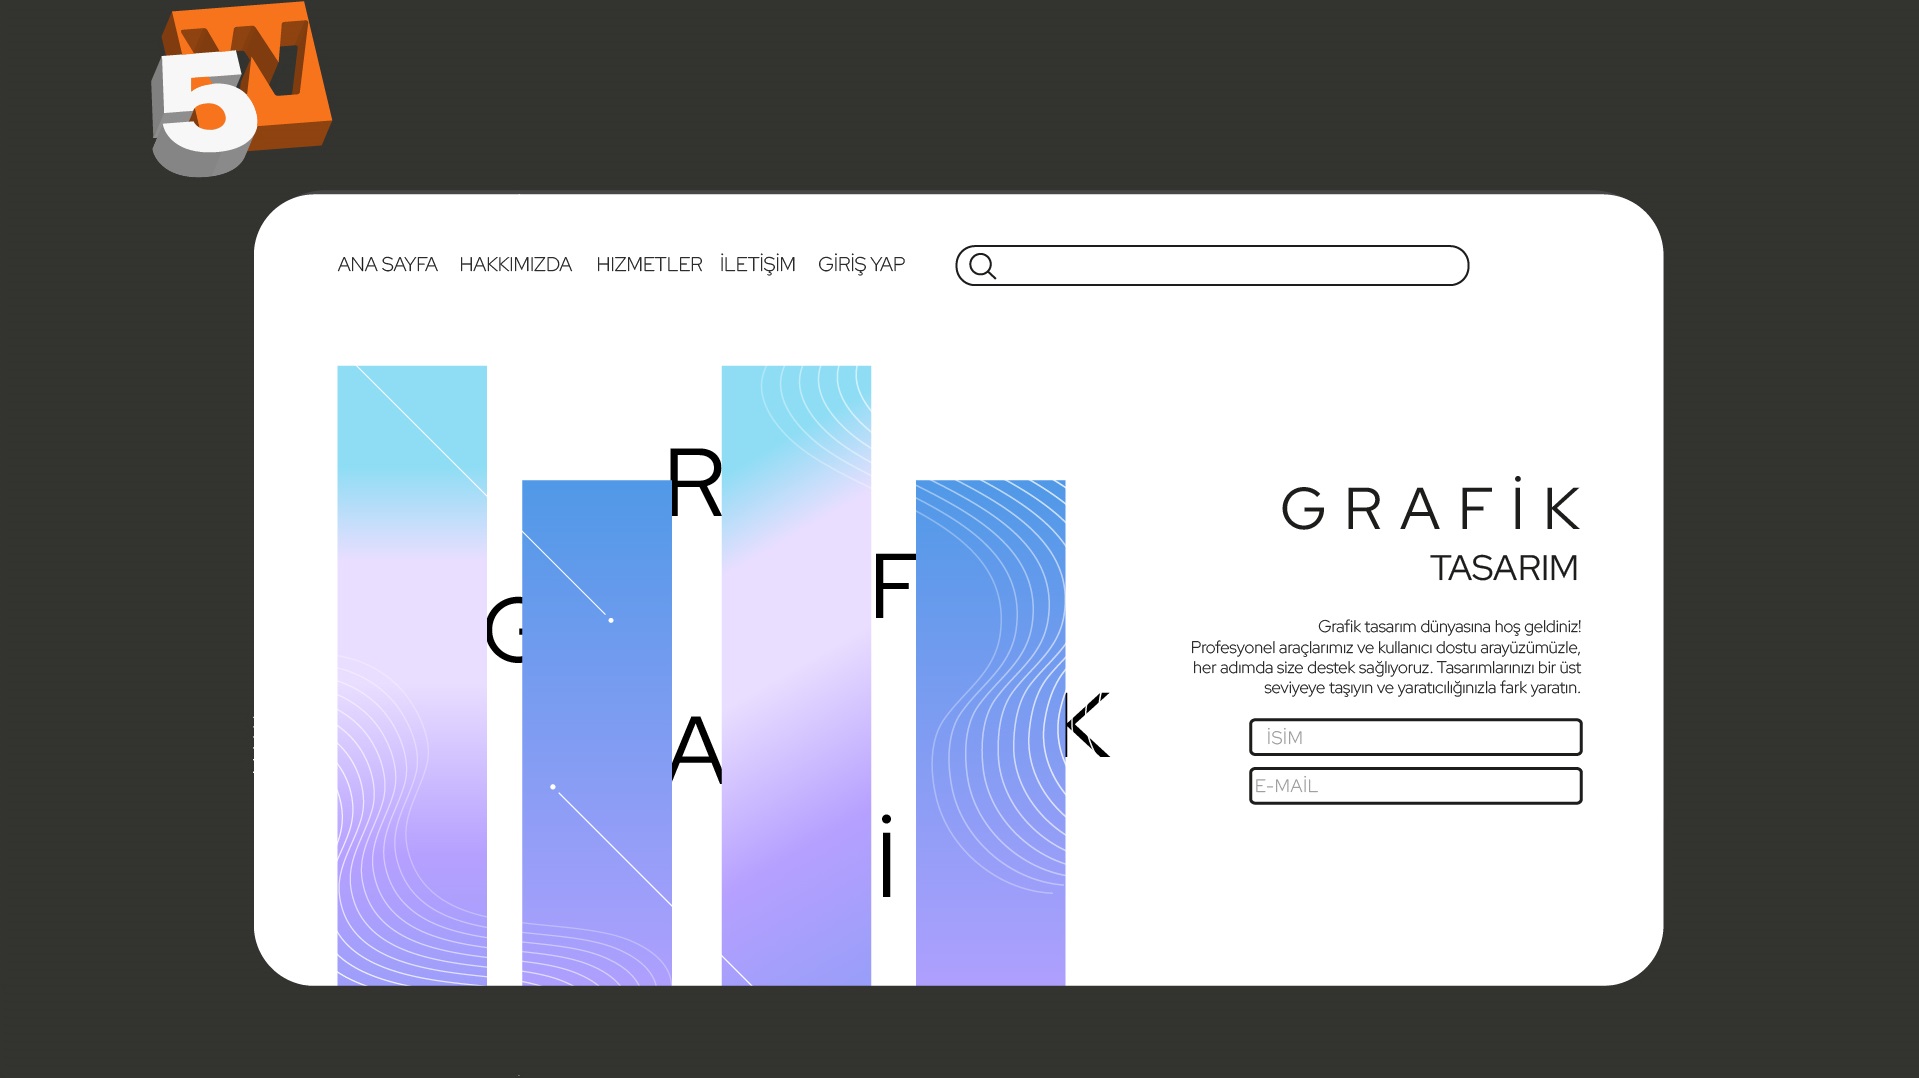 5W
ANA SAYFA HAKKIMIZDA HIZMETLER İLETİŞİM GİRİŞ YAP
R
F
G
K
A
İ
GRAFİK
TASARIM
Grafik tasarım dünyasına hoş geldiniz!
Profesyonel araçlarımız ve kullanıcı dostu arayüzümüzle,
her adımda size destek sağlıyoruz. Tasarımlarınızı bir üst
seviyeye taşıyın ve yaratıcılığınızla fark yaratın.
İSİM
E-MAİL